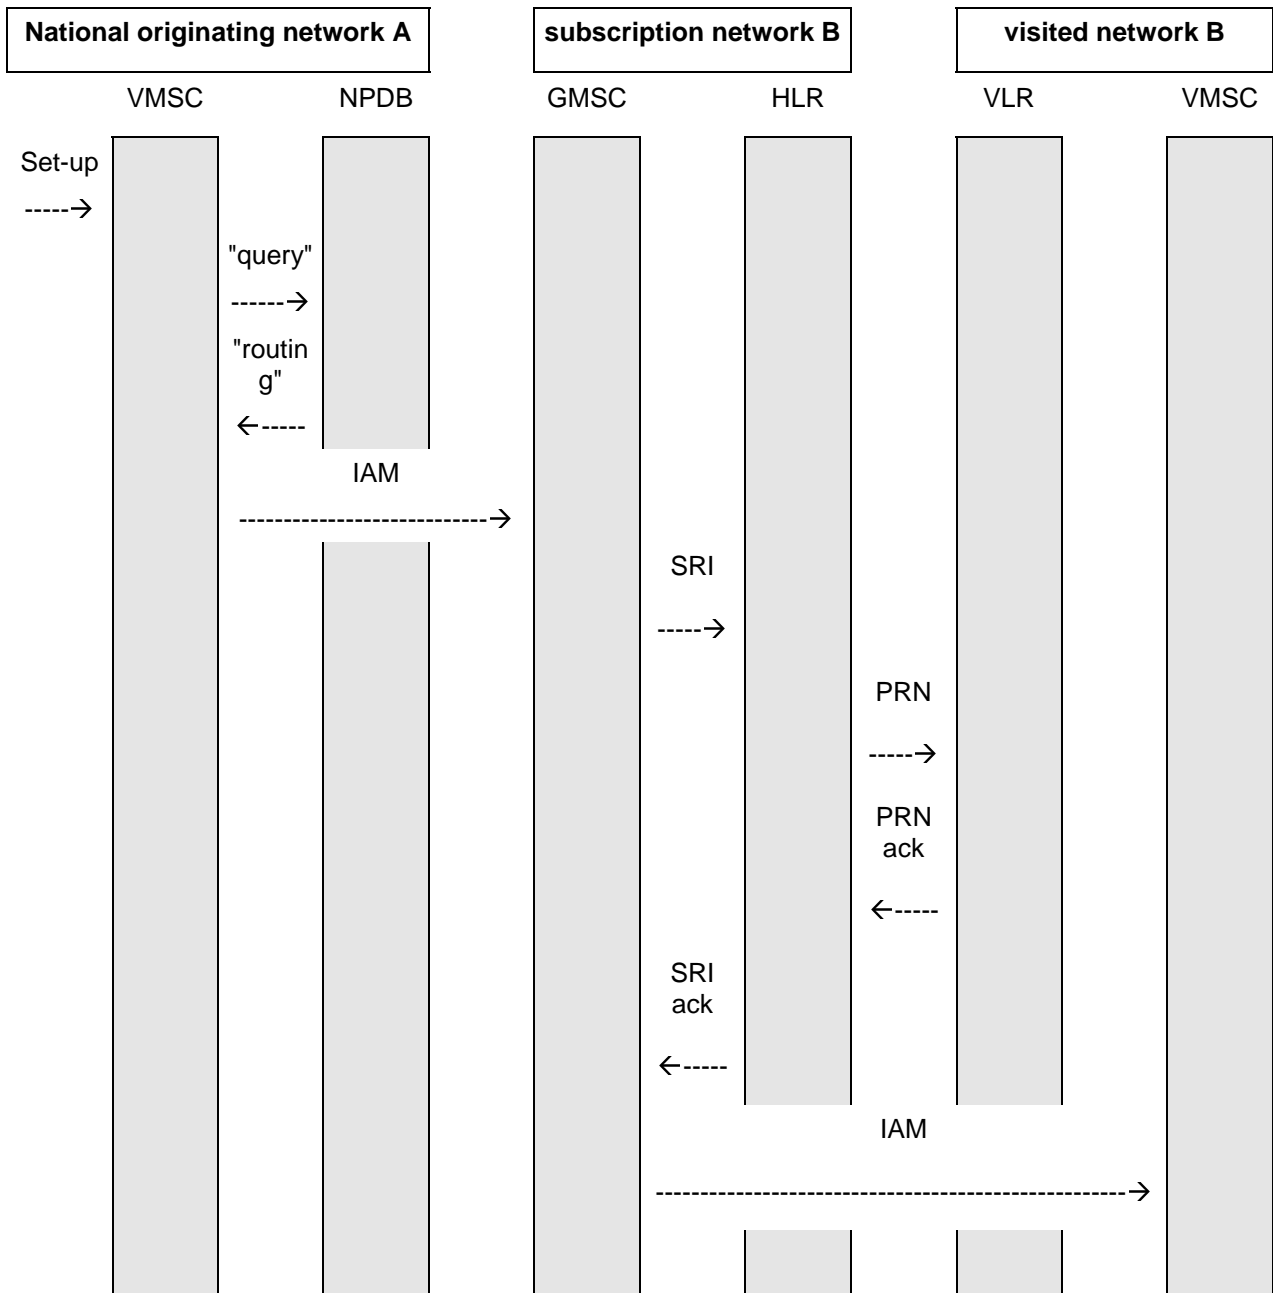 National originating network A
subscription network B
visited network B
VMSC
NPDB
GMSC
HLR
VLR
VMSC
Set-up
----->
"query"
------>
"routin
g"
<-----
IAM
---------------------------->
SRI
----->
PRN
----->
PRN
ack
<-----
SRI
ack
<-----
IAM
----------------------------------------------------->